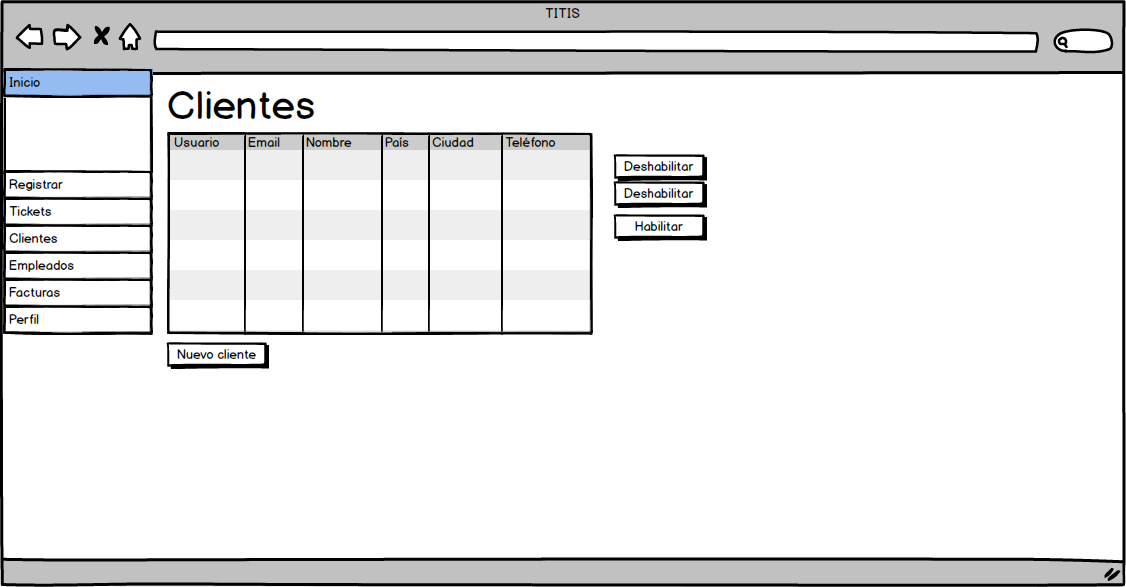 TITIS
Inicio
Registrar
Tickets
Clientes
Empleados
Facturas
Perfil
Clientes
Usuario Email Nombre País Ciudad Teléfono
Deshabilitar
Deshabilitar
Habilitar
Nuevo cliente